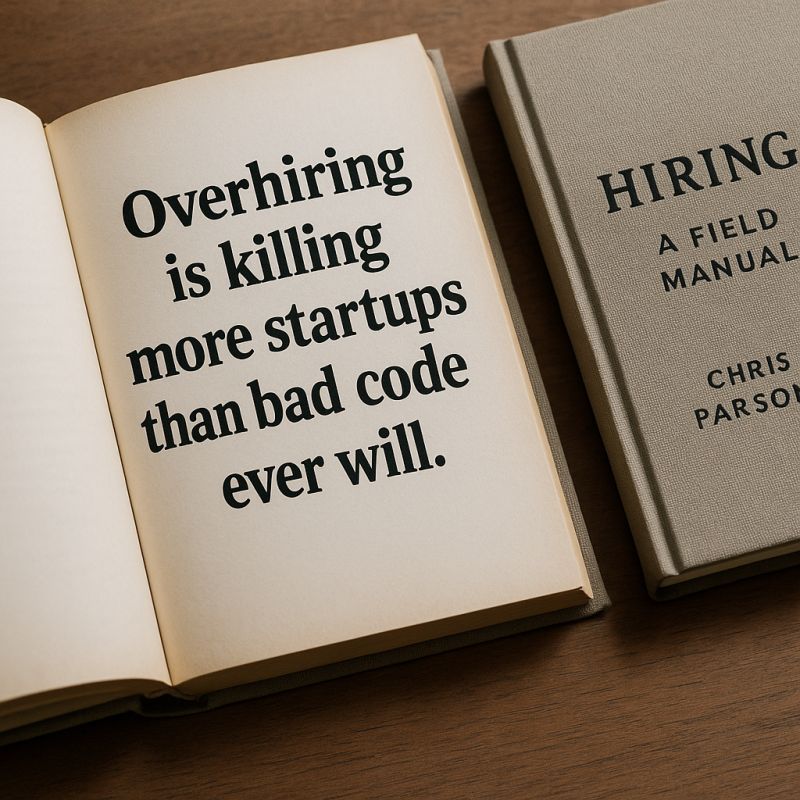 Overhiring
is killing
more startups
than bad code
ever will.
HIRING
A FIELD
MANUAL
CHRIS
PARSON